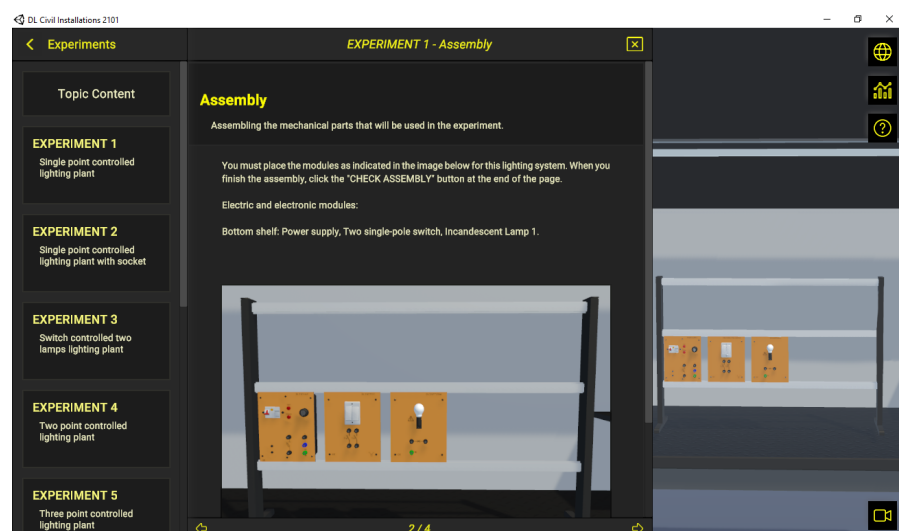 DL Civil Installations 2101
Experiments
EXPERIMENT 1 - Assembly
Topic Content
EXPERIMENT 1
Single point controlled
lighting plant
EXPERIMENT 2
Single point controlled
lighting plant with socket
EXPERIMENT 3
Switch controlled two
lamps lighting plant
EXPERIMENT 4
Two point controlled
lighting plant
EXPERIMENT 5
Three point controlled
lighting plant
Assembly
Assembling the mechanical parts that will be used in the experiment.
You must place the modules as indicated in the image below for this lighting system. When you
finish the assembly, click the "CHECK ASSEMBLY" button at the end of the page.
Electric and electronic modules:
Bottom shelf: Power supply, Two single-pole switch, Incandescent Lamp 1.
2 / 4